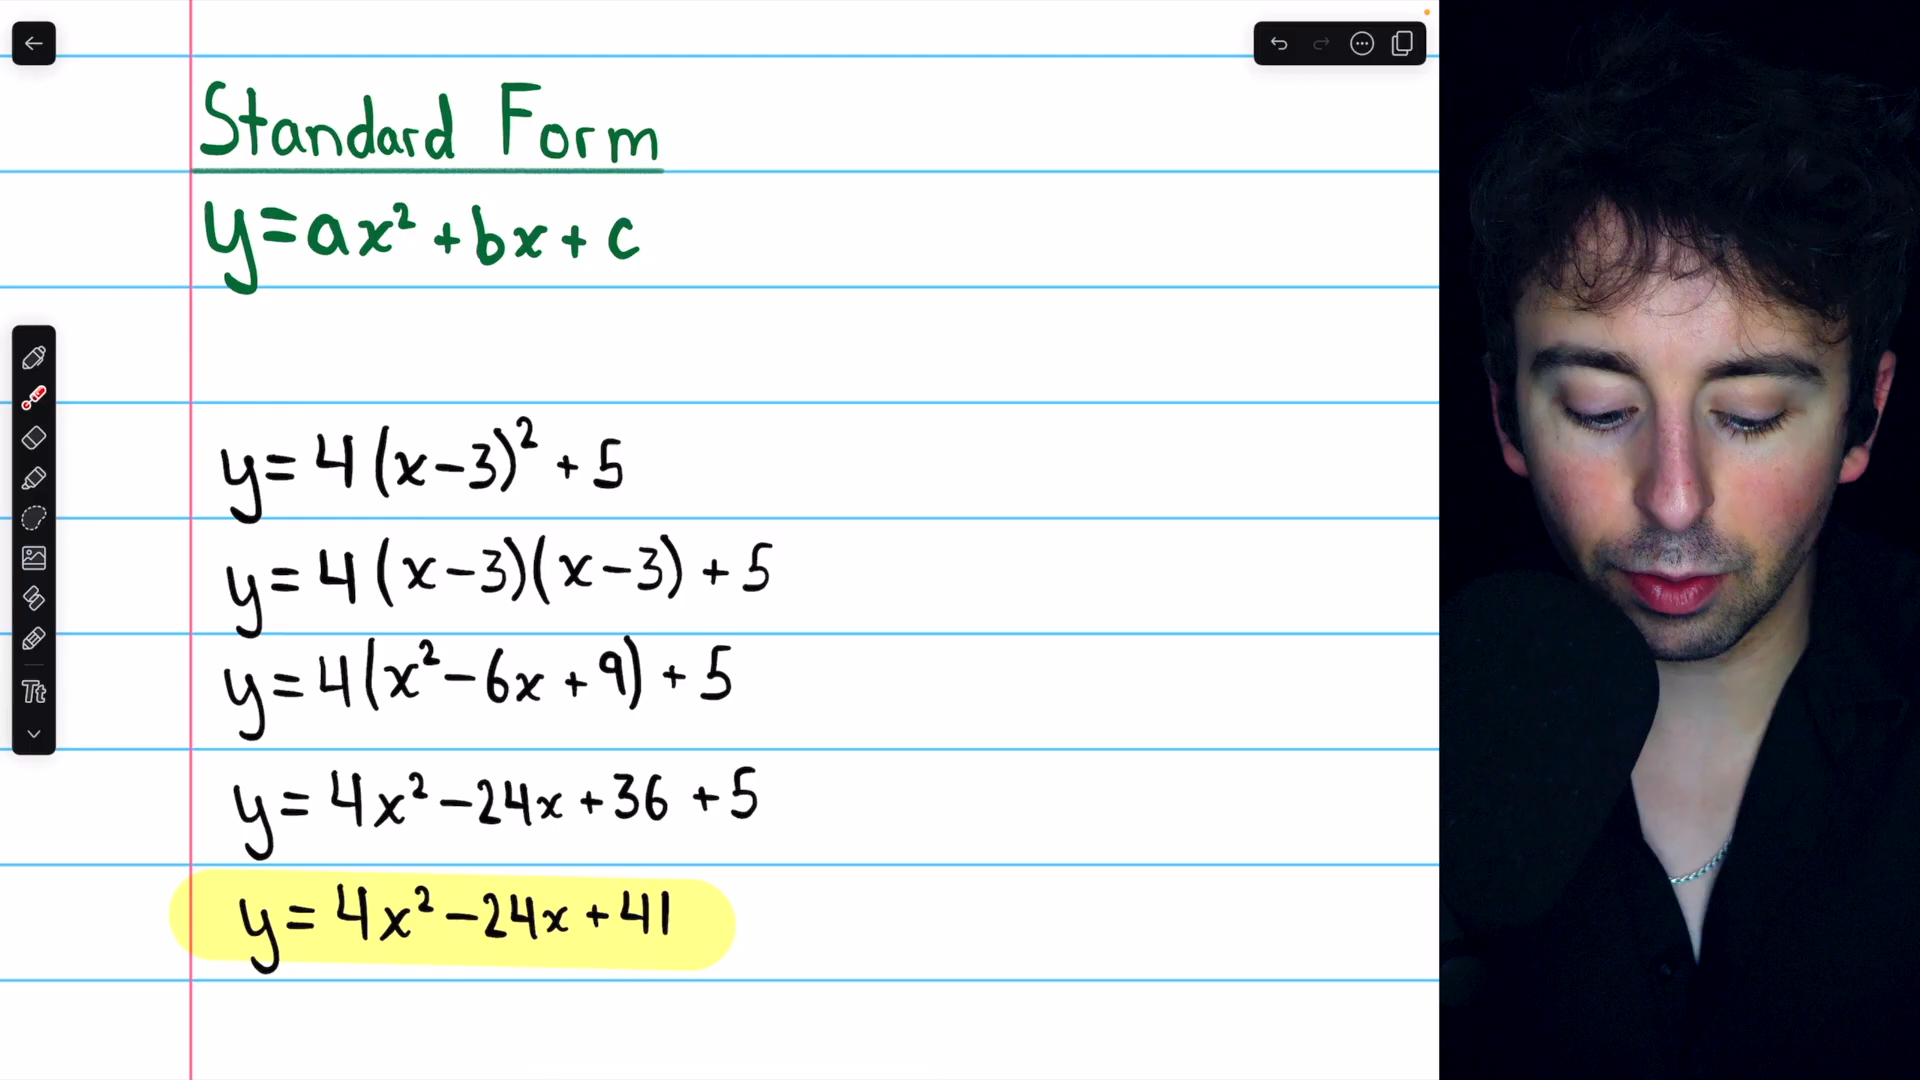 Standard Form
y=ax²+bx+c
y=4(x-3)²+5
y=4(x-3)(x-3)+5
y=4(x²-6x+9)+5
y=4x²-24x+36+5
y=4x²-24x+41
Tt